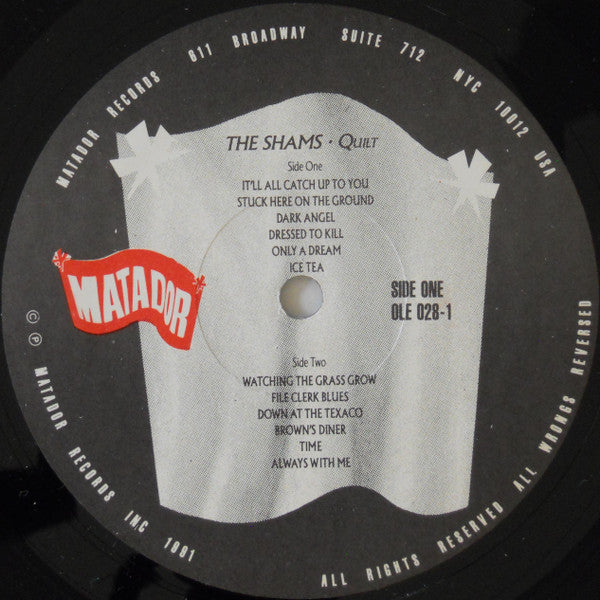 MATADOR RECORDS 611 BROADWAY SUITE 712 NYC 10012 USA
THE SHAMS • QUILT
Side One
IT'LL ALL CATCH UP TO YOU
STUCK HERE ON THE GROUND
DARK ANGEL
DRESSED TO KILL
ONLY A DREAM
ICE TEA
MATADOR
SIDE ONE
OLE 028-1
Side Two
WATCHING THE GRASS GROW
FILE CLERK BLUES
DOWN AT THE TEXACO
BROWN'S DINER
TIME
ALWAYS WITH ME
© ℗ MATADOR RECORDS INC 1991
ALL RIGHTS RESERVED ALL WRONGS REVERSED